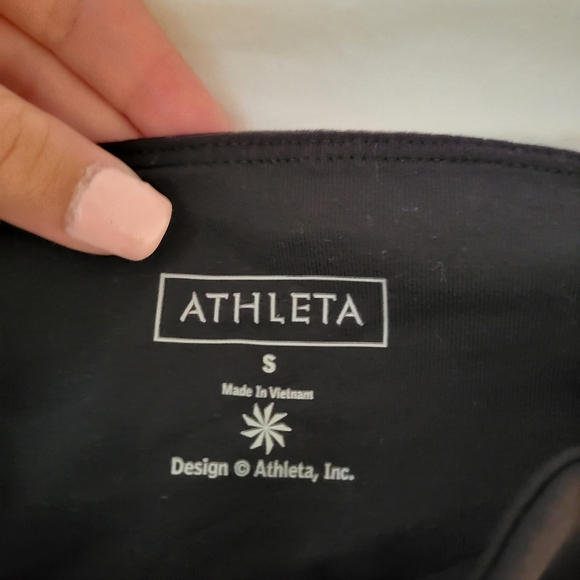 ATHLETA
S
Made In Vietnam
Design © Athleta, Inc.